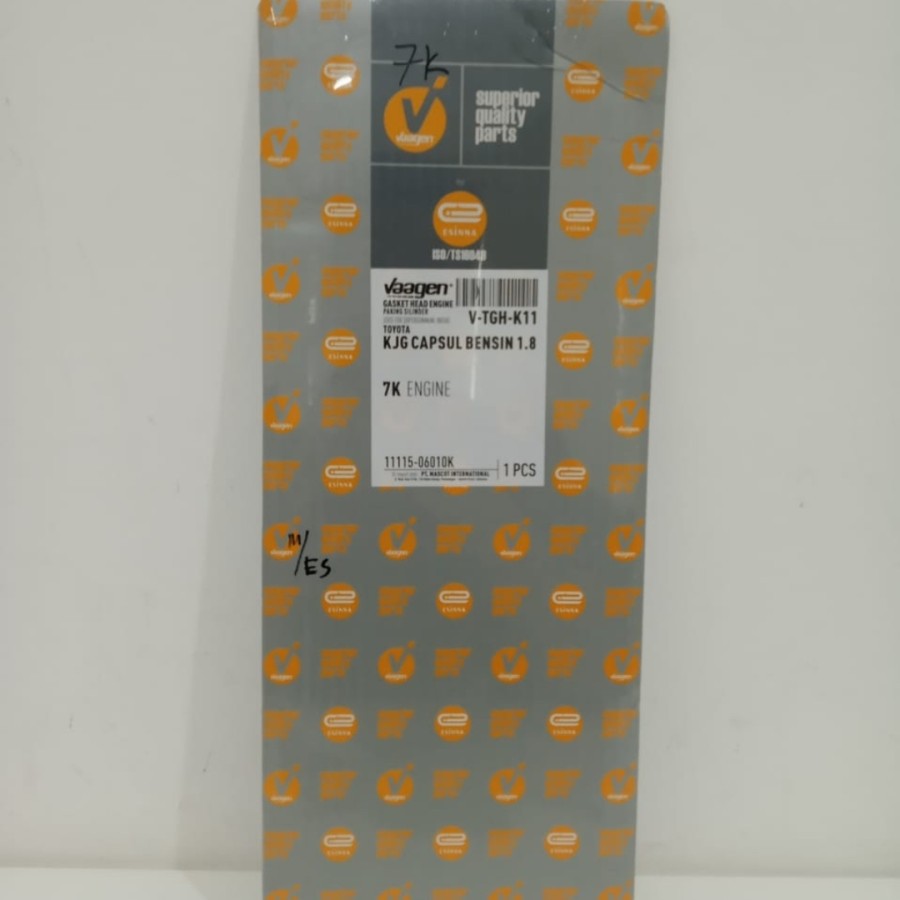 7K
Vaagen
superior
quality
parts
by
ESINNA
ISO/TS16949
Vaagen®
GASKET HEAD ENGINE
PAKING SILINDER
V-TGH-K11
TOYOTA
KJG CAPSUL BENSIN 1.8
7K ENGINE
11115-06010K
PT. MASCOT INTERNATIONAL
1 PCS
M/ES